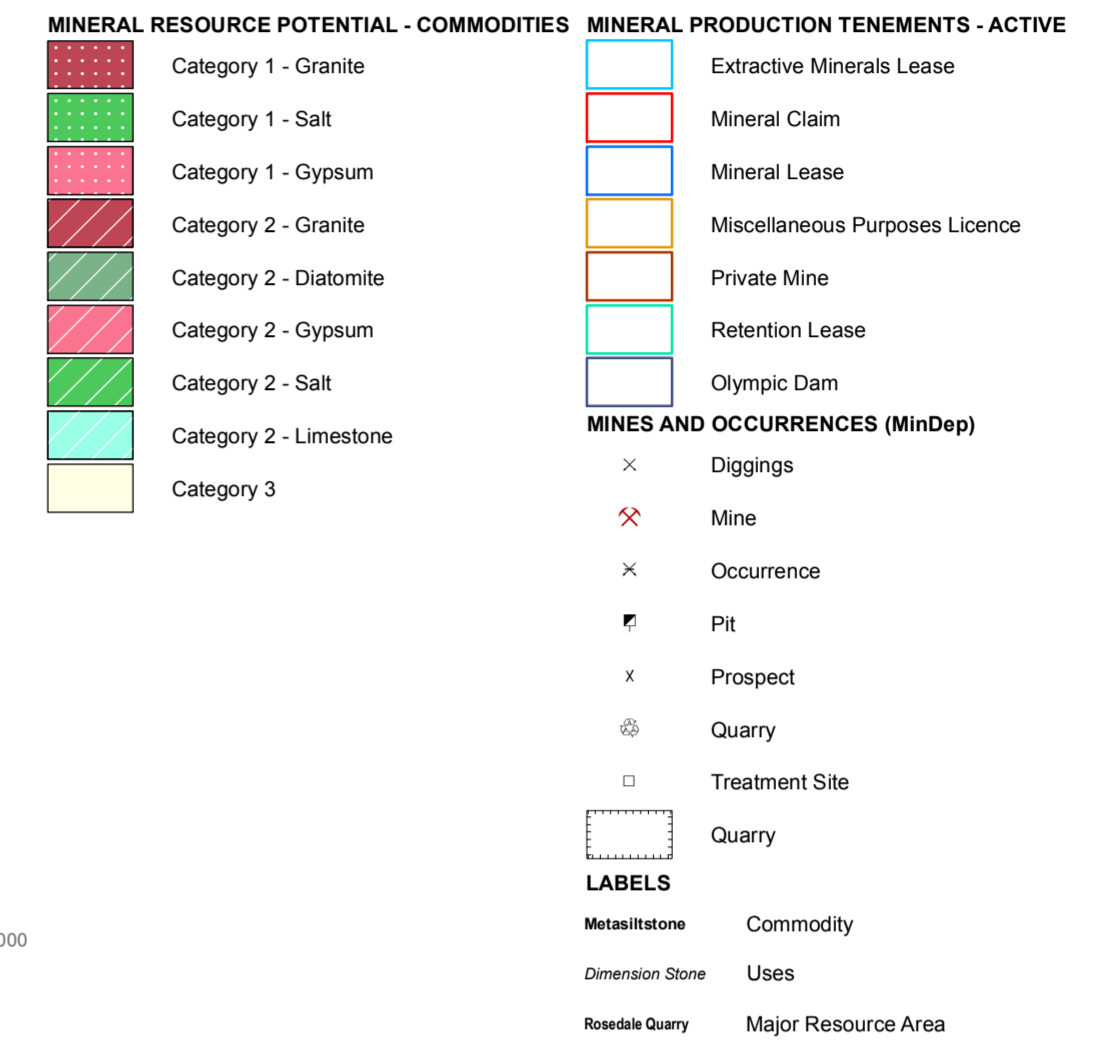 MINERAL RESOURCE POTENTIAL - COMMODITIES
Category 1 - Granite
Category 1 - Salt
Category 1 - Gypsum
Category 2 - Granite
Category 2 - Diatomite
Category 2 - Gypsum
Category 2 - Salt
Category 2 - Limestone
Category 3
000
MINERAL PRODUCTION TENEMENTS - ACTIVE
Extractive Minerals Lease
Mineral Claim
Mineral Lease
Miscellaneous Purposes Licence
Private Mine
Retention Lease
Olympic Dam
MINES AND OCCURRENCES (MinDep)
Diggings
Mine
Occurrence
Pit
Prospect
Quarry
Treatment Site
Quarry
LABELS
Metasiltstone Commodity
Dimension Stone Uses
Rosedale Quarry Major Resource Area